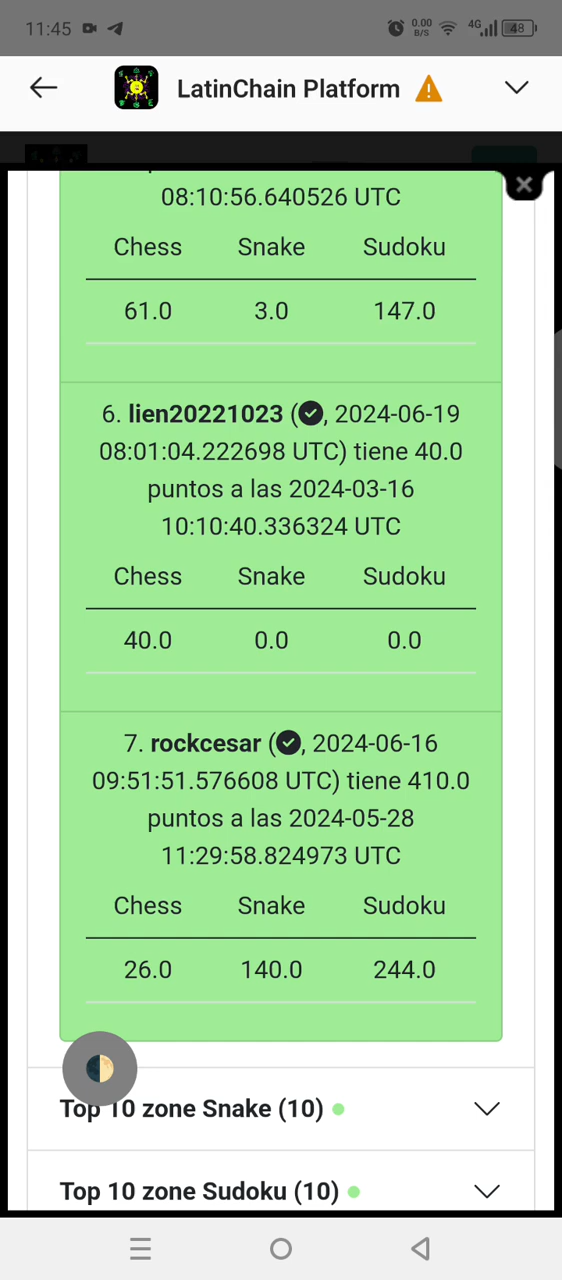 11:45 0.00 B/S 4G 48
LatinChain Platform
08:10:56.640526 UTC
Chess Snake Sudoku
61.0 3.0 147.0
6. lien20221023 (✓, 2024-06-19
08:01:04.222698 UTC) tiene 40.0
puntos a las 2024-03-16
10:10:40.336324 UTC
Chess Snake Sudoku
40.0 0.0 0.0
7. rockcesar (✓, 2024-06-16
09:51:51.576608 UTC) tiene 410.0
puntos a las 2024-05-28
11:29:58.824973 UTC
Chess Snake Sudoku
26.0 140.0 244.0
Top 10 zone Snake (10)
Top 10 zone Sudoku (10)